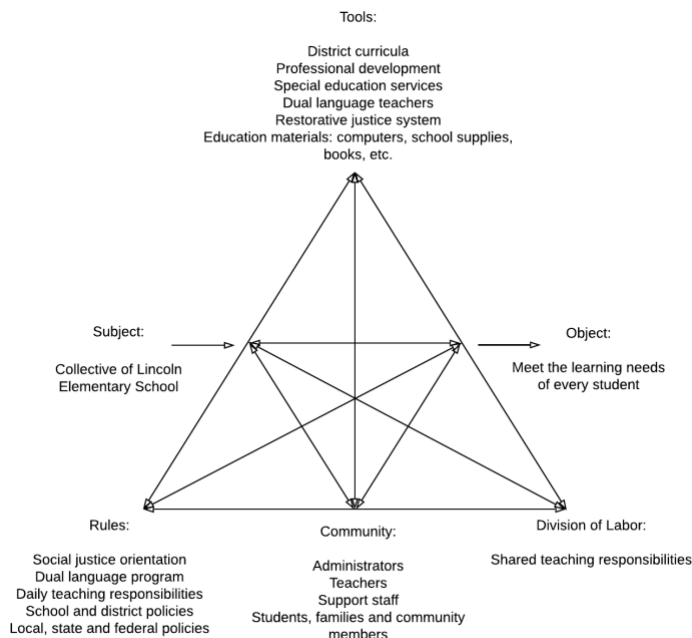 Tools:
District curricula
Professional development
Special education services
Dual language teachers
Restorative justice system
Education materials: computers, school supplies,
books, etc.
Subject:
Collective of Lincoln
Elementary School
Object:
Meet the learning needs
of every student
Rules:
Social justice orientation
Dual language program
Daily teaching responsibilities
School and district policies
Local, state and federal policies
Community:
Administrators
Teachers
Support staff
Students, families and community
members
Division of Labor:
Shared teaching responsibilities